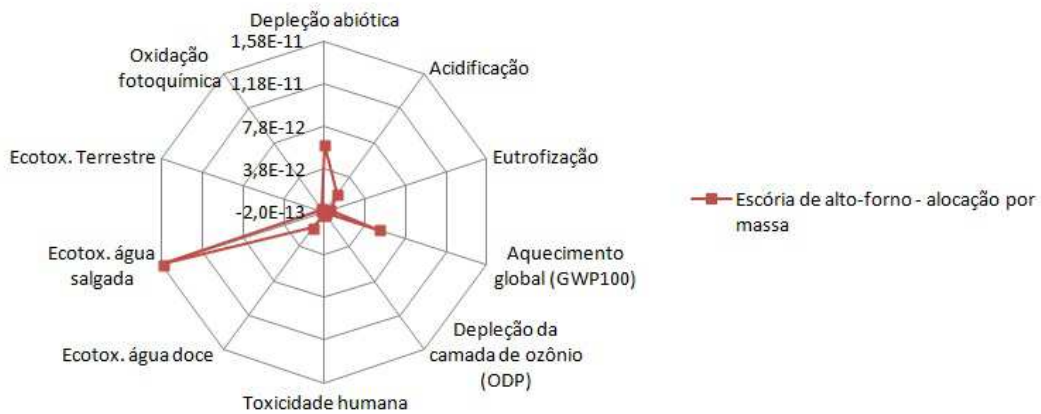 Depleção abiótica
1,58E-11
Oxidação
fotoquímica
1,18E-11
Acidificação
7,8E-12
Ecotox. Terrestre
3,8E-12
Eutrofização
-2,0E-13
Escória de alto-forno - alocação por
massa
Ecotox. água
salgada
Aquecimento
global (GWP100)
Ecotox. água doce
Depleção da
camada de ozônio
(ODP)
Toxicidade humana